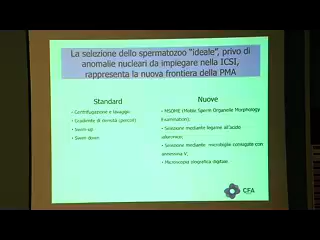 La selezione dello spermatozoo "ideale", privo di
anomalie nucleari da impiegare nella ICSI,
rappresenta la nuova frontiera della PMA
Standard
• Centrifugazione e lavaggio
• Gradiente di densità (percoll)
• Swim-up
• Swim down
Nuove
• MSOME (Motile Sperm Organelle Morphology
Examination);
• Selezione mediante legame all'acido
ialuronico;
• Selezione mediante microbiglie coniugate con
annessina V;
• Microscopia olografica digitale.
CFA